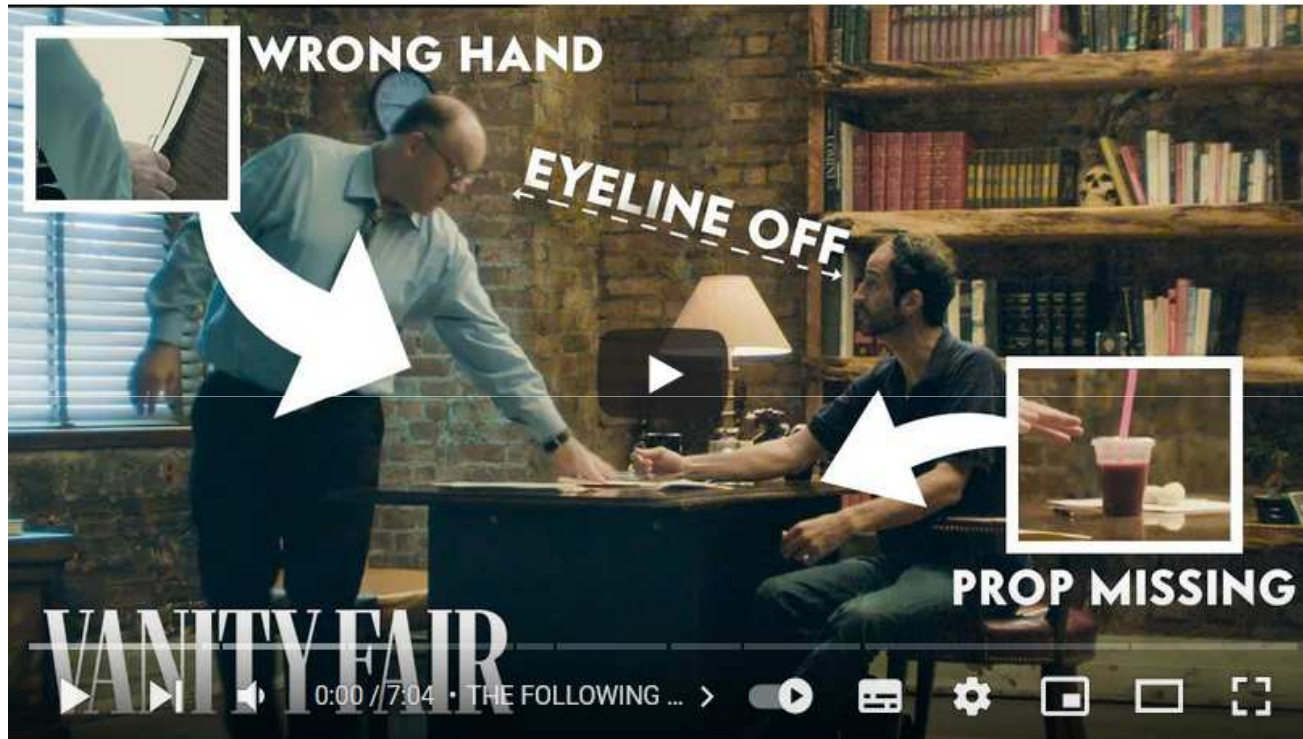 WRONG HAND
EYELINE OFF
PROP MISSING
VANITY FAIR
0:00 / 7:04 • THE FOLLOWING ...